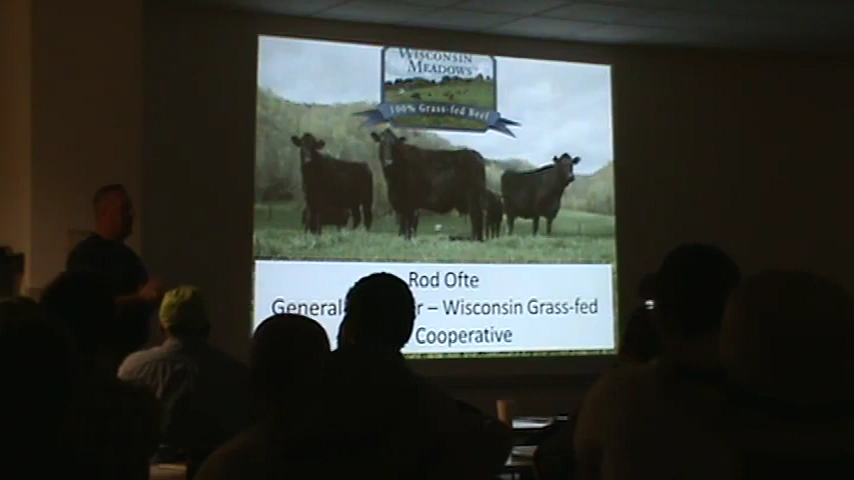 WISCONSIN
MEADOWS
100% Grass-fed Beef
Rod Ofte
General r – Wisconsin Grass-fed
Cooperative